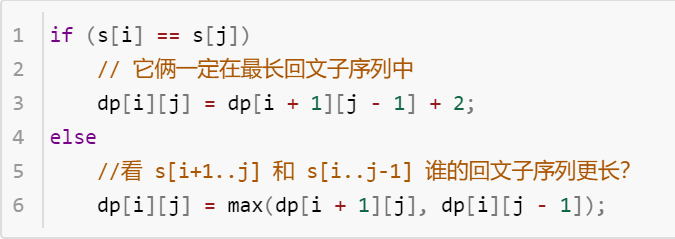 1 if (s[i] == s[j])
2     // 它俩一定在最长回文子序列中
3     dp[i][j] = dp[i + 1][j - 1] + 2;
4 else
5     //看 s[i+1..j] 和 s[i..j-1] 谁的回文子序列更长？
6     dp[i][j] = max(dp[i + 1][j], dp[i][j - 1]);